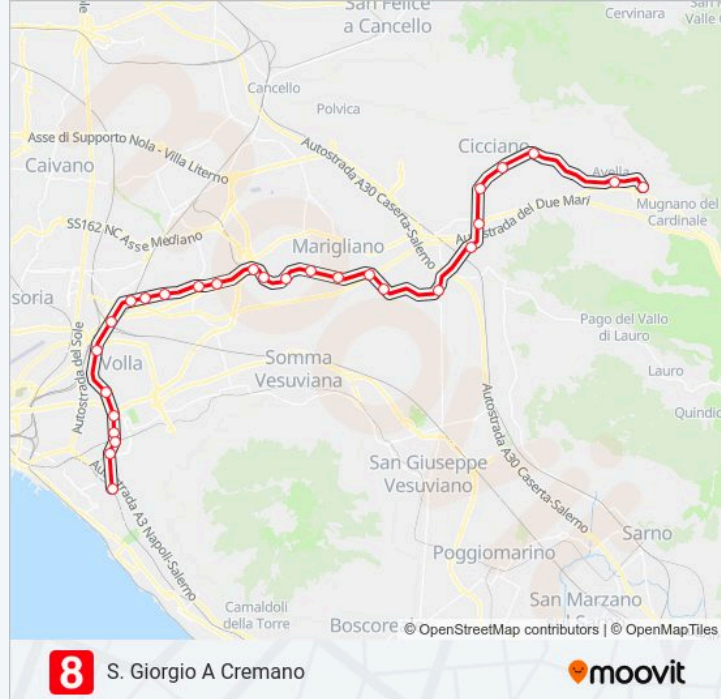 San Felice
a Cancello
Cervinara
Valle C
Cancello
Polvica
Asse di Supporto Nola - Villa Literno
Caivano
Autostrada A30 Caserta-Salerno
Cicciano
Avella
Mugnano del
Cardinale
Autostrada dei Due Mari
SS162 NC Asse Mediano
Marigliano
soria
Pago del Vallo
di Lauro
Autostrada del Sole
Volla
Somma
Vesuviana
Lauro
Quindic
Autostrada A30 Caserta-Salerno
San Giuseppe
Vesuviano
Autostrada A3 Napoli-Salerno
Sarno
Poggiomarino
San Marzano
Camaldoli
della Torre
Boscore
© OpenStreetMap contributors | © OpenMapTiles
8 S. Giorgio A Cremano
moovit